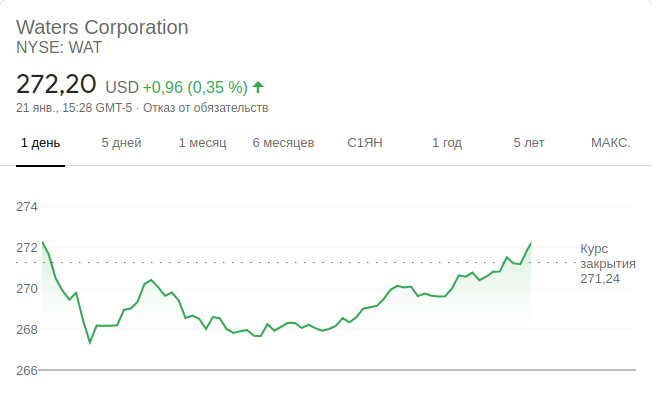 Waters Corporation
NYSE: WAT
272,20 USD +0,96 (0,35 %)
21 янв., 15:28 GMT-5 · Отказ от обязательств
1 день 5 дней 1 месяц 6 месяцев С1ЯН 1 год 5 лет МАКС.
274
272
Курс
закрытия
271,24
270
268
266